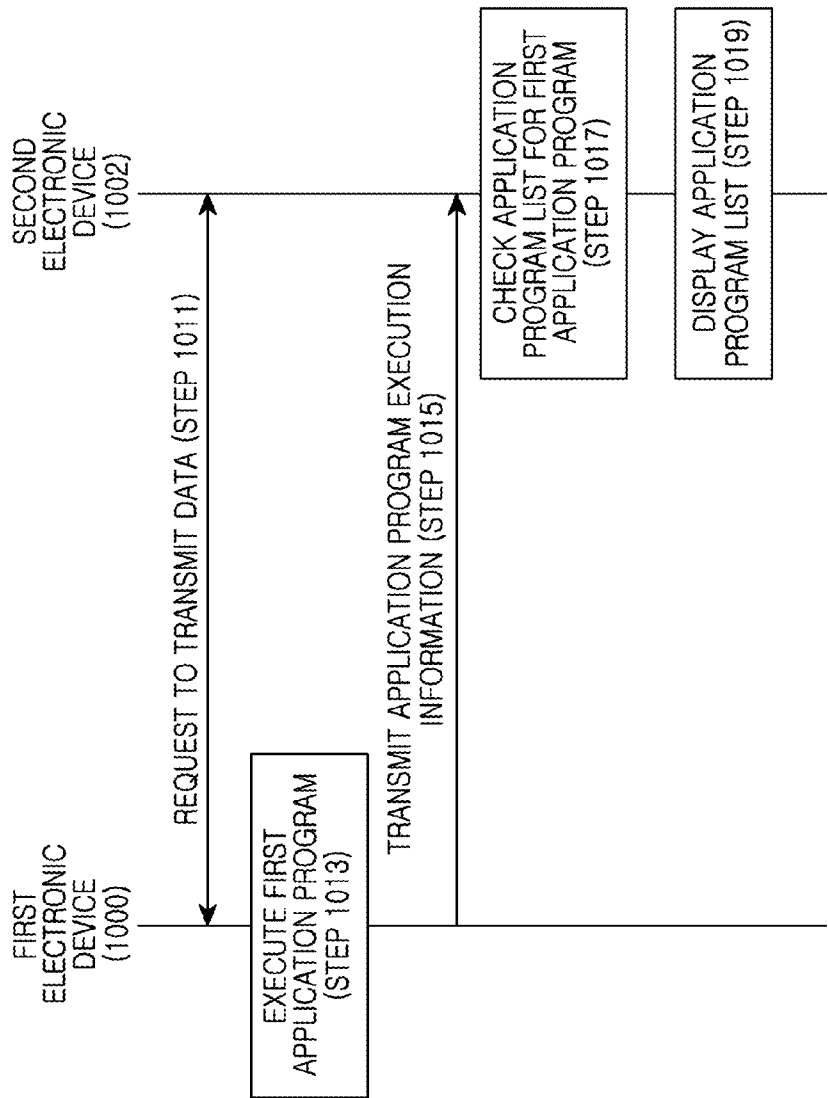 FIRST
ELECTRONIC
DEVICE
(1000)
SECOND
ELECTRONIC
DEVICE
(1002)
REQUEST TO TRANSMIT DATA (STEP 1011)
EXECUTE FIRST
APPLICATION PROGRAM
(STEP 1013)
TRANSMIT APPLICATION PROGRAM EXECUTION
INFORMATION (STEP 1015)
CHECK APPLICATION
PROGRAM LIST FOR FIRST
APPLICATION PROGRAM
(STEP 1017)
DISPLAY APPLICATION
PROGRAM LIST (STEP 1019)